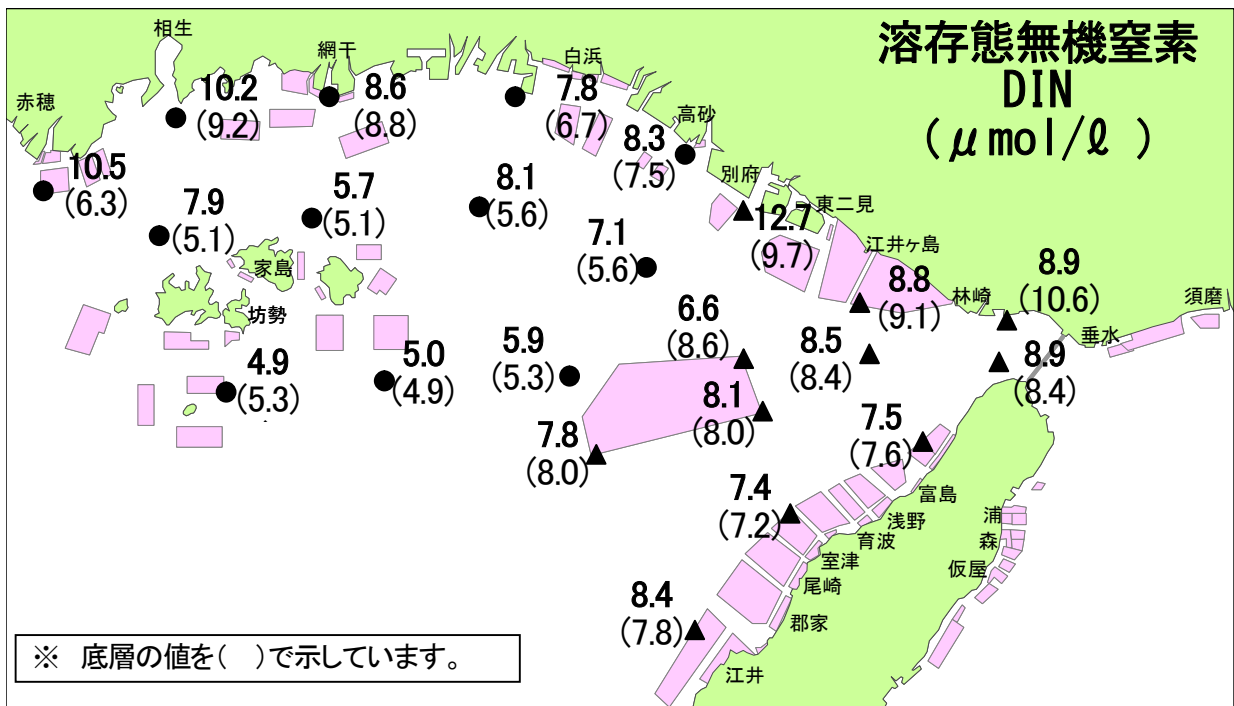 溶存態無機窒素
DIN
(μmol/ℓ )
相生
網干
白浜
赤穂
高砂
別府
東二見
江井ヶ島
林崎
須磨
垂水
家島
坊勢
富島
浅野
育波
室津
尾崎
郡家
江井
浦
森
仮屋
10.2
(9.2)
8.6
(8.8)
7.8
(6.7)
8.3
(7.5)
10.5
(6.3)
7.9
(5.1)
5.7
(5.1)
8.1
(5.6)
7.1
(5.6)
12.7
(9.7)
8.8
(9.1)
8.9
(10.6)
8.9
(8.4)
8.5
(8.4)
6.6
(8.6)
8.1
(8.0)
5.9
(5.3)
5.0
(4.9)
4.9
(5.3)
7.8
(8.0)
7.5
(7.6)
7.4
(7.2)
8.4
(7.8)
※ 底層の値を( )で示しています。